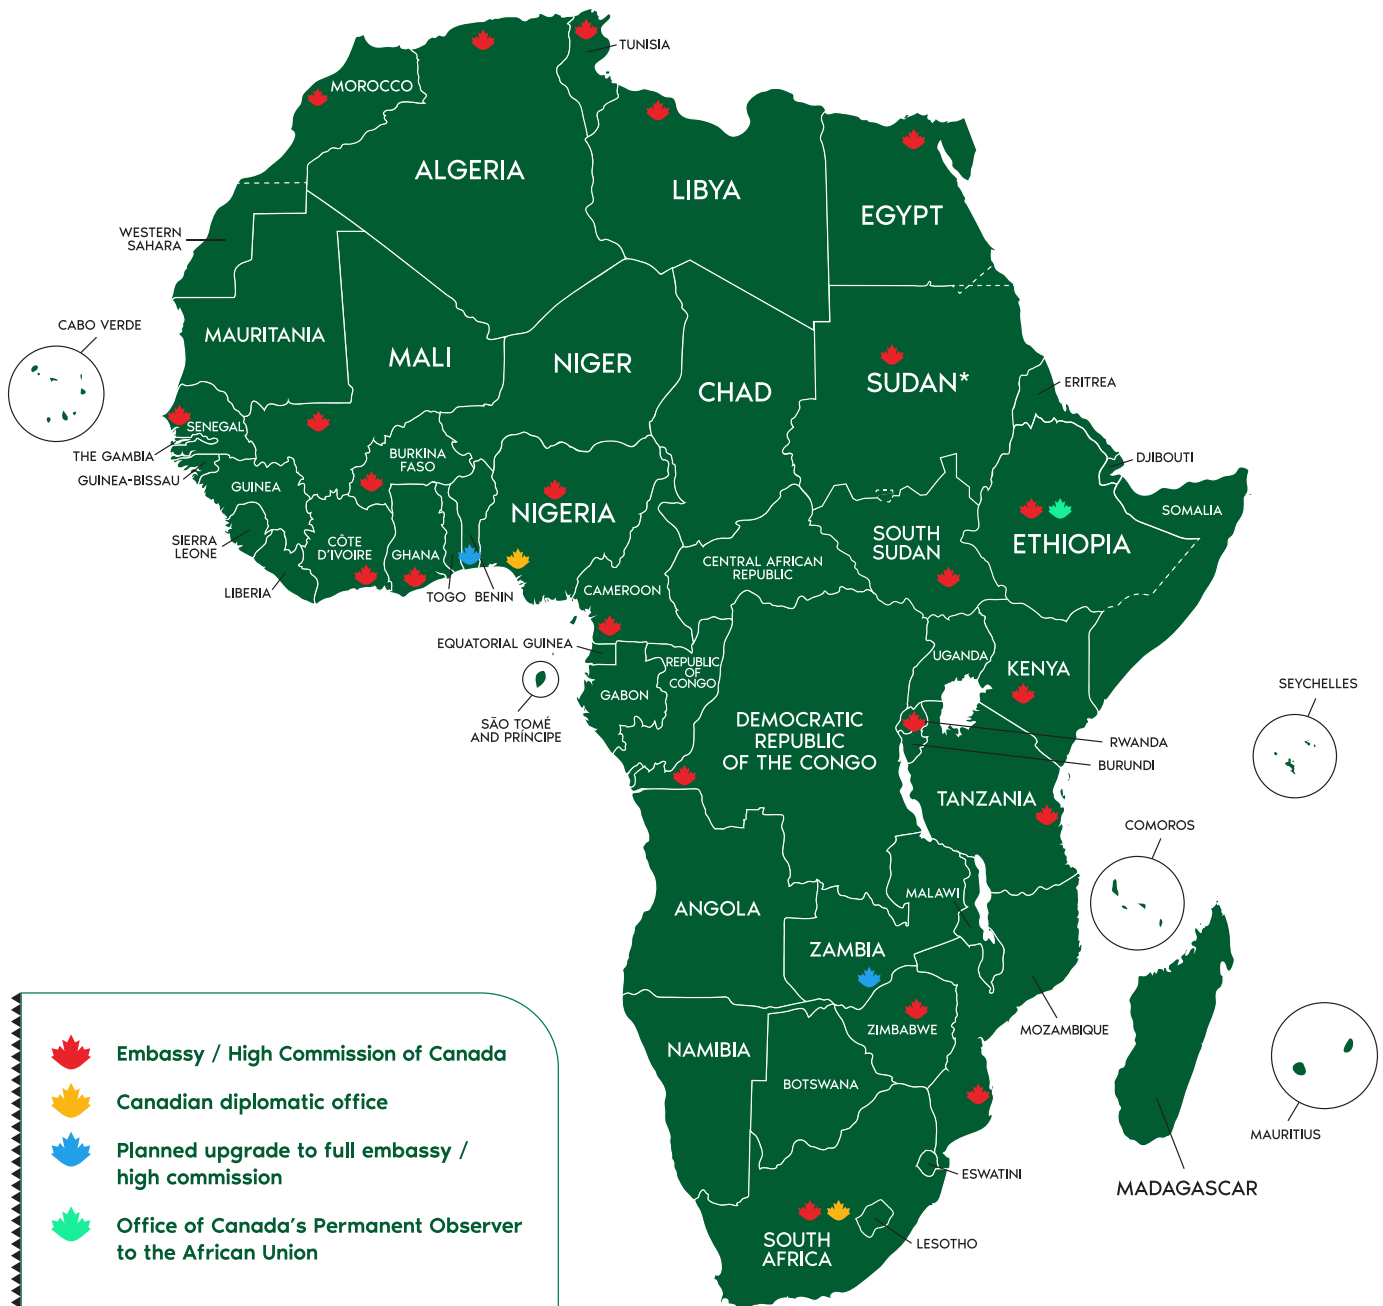 TUNISIA
MOROCCO
ALGERIA
LIBYA
EGYPT
WESTERN
SAHARA
CABO VERDE
MAURITANIA
MALI
NIGER
CHAD
SUDAN*
ERITREA
SENEGAL
THE GAMBIA
GUINEA-BISSAU
GUINEA
BURKINA
FASO
NIGERIA
DJIBOUTI
SOMALIA
SIERRA
LEONE
CÔTE
D'IVOIRE
GHANA
SOUTH
SUDAN
ETHIOPIA
LIBERIA
TOGO
BENIN
CAMEROON
CENTRAL AFRICAN
REPUBLIC
EQUATORIAL GUINEA
GABON
REPUBLIC
OF
CONGO
UGANDA
KENYA
SÃO TOMÉ
AND PRÍNCIPE
DEMOCRATIC
REPUBLIC
OF THE CONGO
SEYCHELLES
RWANDA
BURUNDI
TANZANIA
COMOROS
ANGOLA
MALAWI
ZAMBIA
MOZAMBIQUE
ZIMBABWE
NAMIBIA
BOTSWANA
MAURITIUS
ESWATINI
MADAGASCAR
SOUTH
AFRICA
LESOTHO
Embassy / High Commission of Canada
Canadian diplomatic office
Planned upgrade to full embassy /
high commission
Office of Canada's Permanent Observer
to the African Union